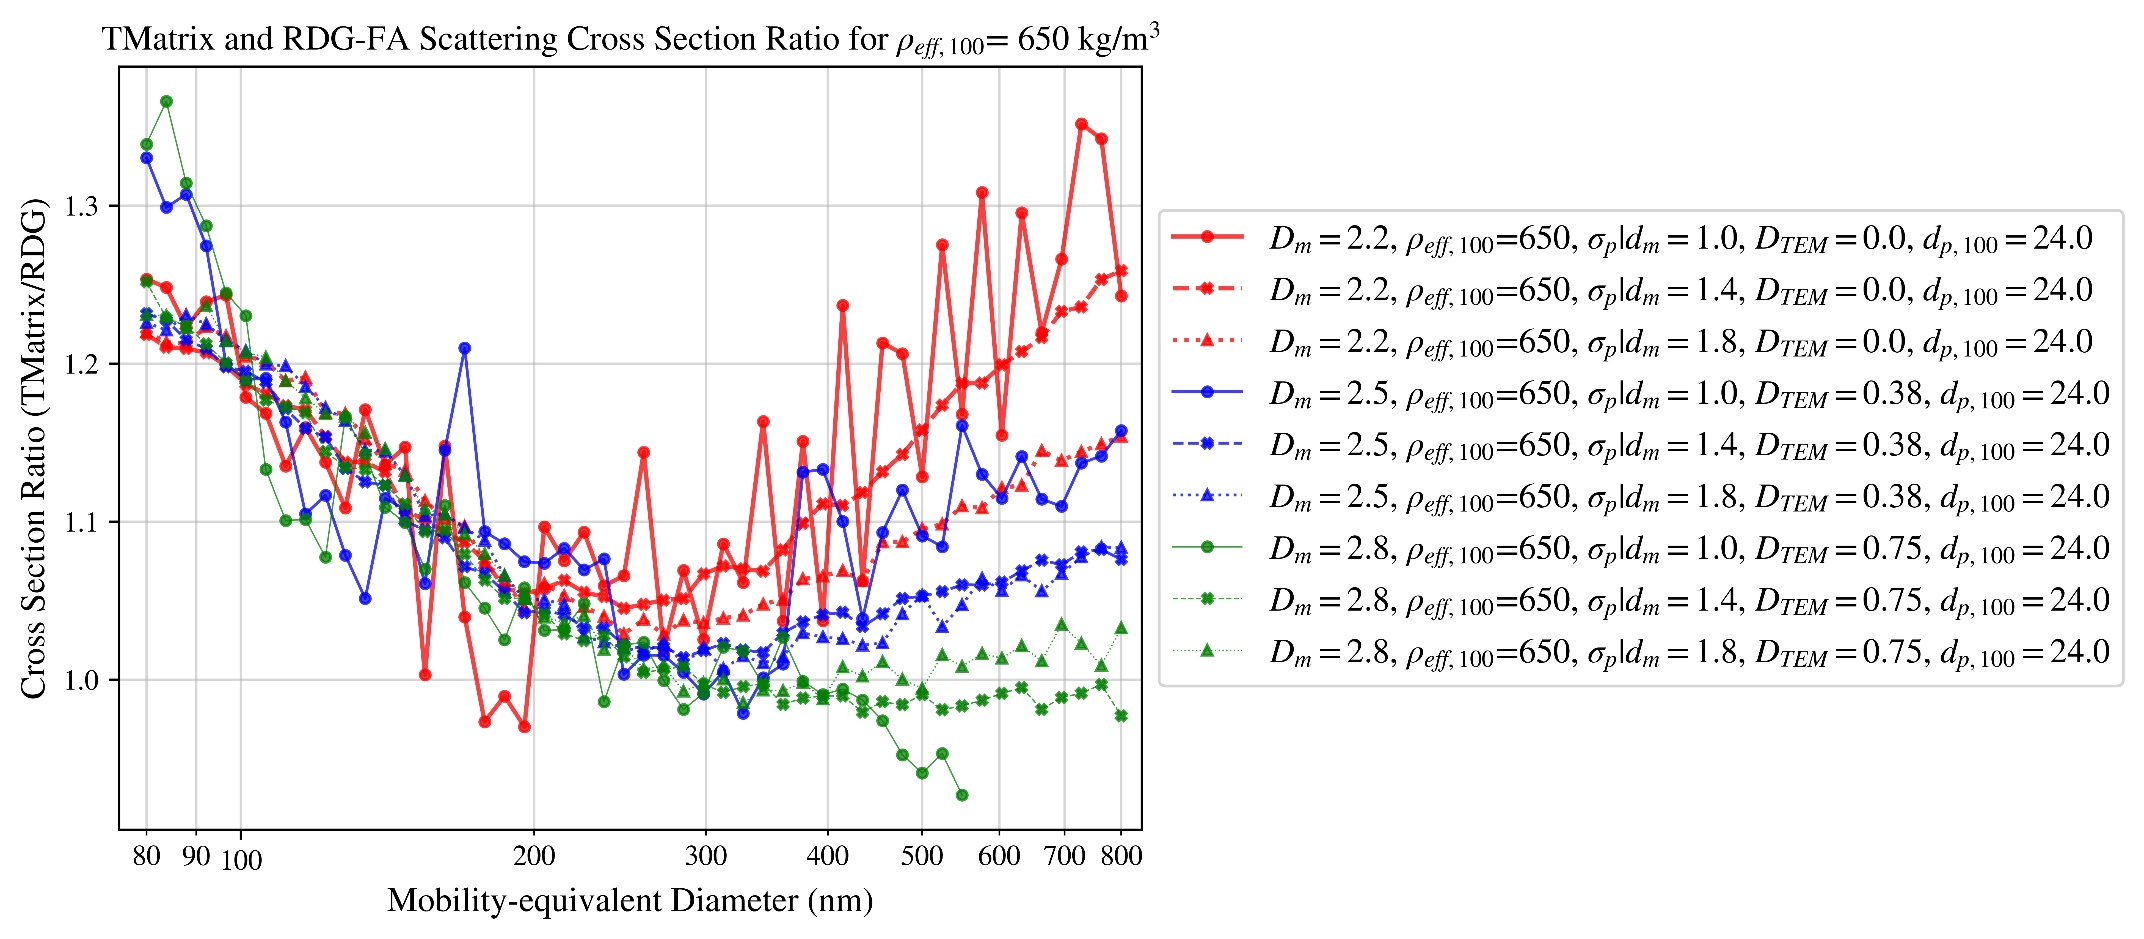 TMatrix and RDG-FA Scattering Cross Section Ratio for ρeff,100= 650 kg/m³
Cross Section Ratio (TMatrix/RDG)
1.3
1.2
1.1
1.0
80 90 100 200 300 400 500 600 700 800
Mobility-equivalent Diameter (nm)
Dm = 2.2, ρeff,100=650, σp|dm = 1.0, DTEM = 0.0, dp,100 = 24.0
Dm = 2.2, ρeff,100=650, σp|dm = 1.4, DTEM = 0.0, dp,100 = 24.0
Dm = 2.2, ρeff,100=650, σp|dm = 1.8, DTEM = 0.0, dp,100 = 24.0
Dm = 2.5, ρeff,100=650, σp|dm = 1.0, DTEM = 0.38, dp,100 = 24.0
Dm = 2.5, ρeff,100=650, σp|dm = 1.4, DTEM = 0.38, dp,100 = 24.0
Dm = 2.5, ρeff,100=650, σp|dm = 1.8, DTEM = 0.38, dp,100 = 24.0
Dm = 2.8, ρeff,100=650, σp|dm = 1.0, DTEM = 0.75, dp,100 = 24.0
Dm = 2.8, ρeff,100=650, σp|dm = 1.4, DTEM = 0.75, dp,100 = 24.0
Dm = 2.8, ρeff,100=650, σp|dm = 1.8, DTEM = 0.75, dp,100 = 24.0